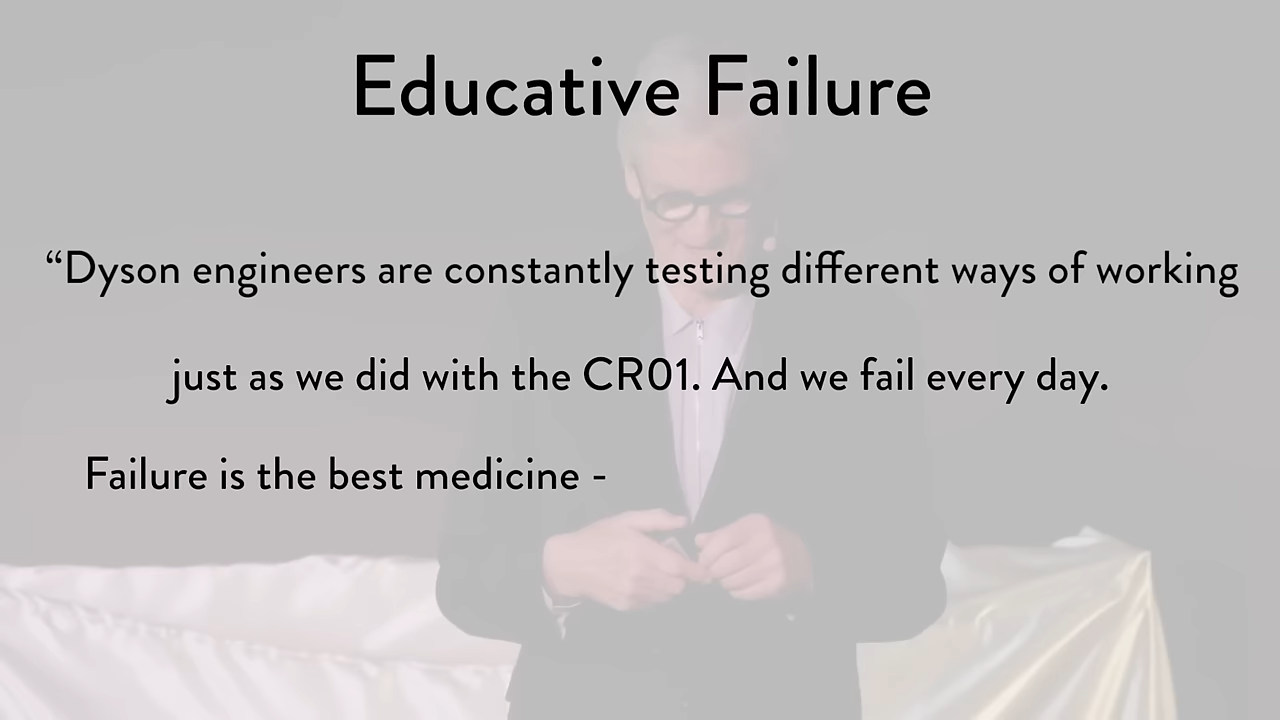 Educative Failure
“Dyson engineers are constantly testing different ways of working
just as we did with the CR01. And we fail every day.
Failure is the best medicine -